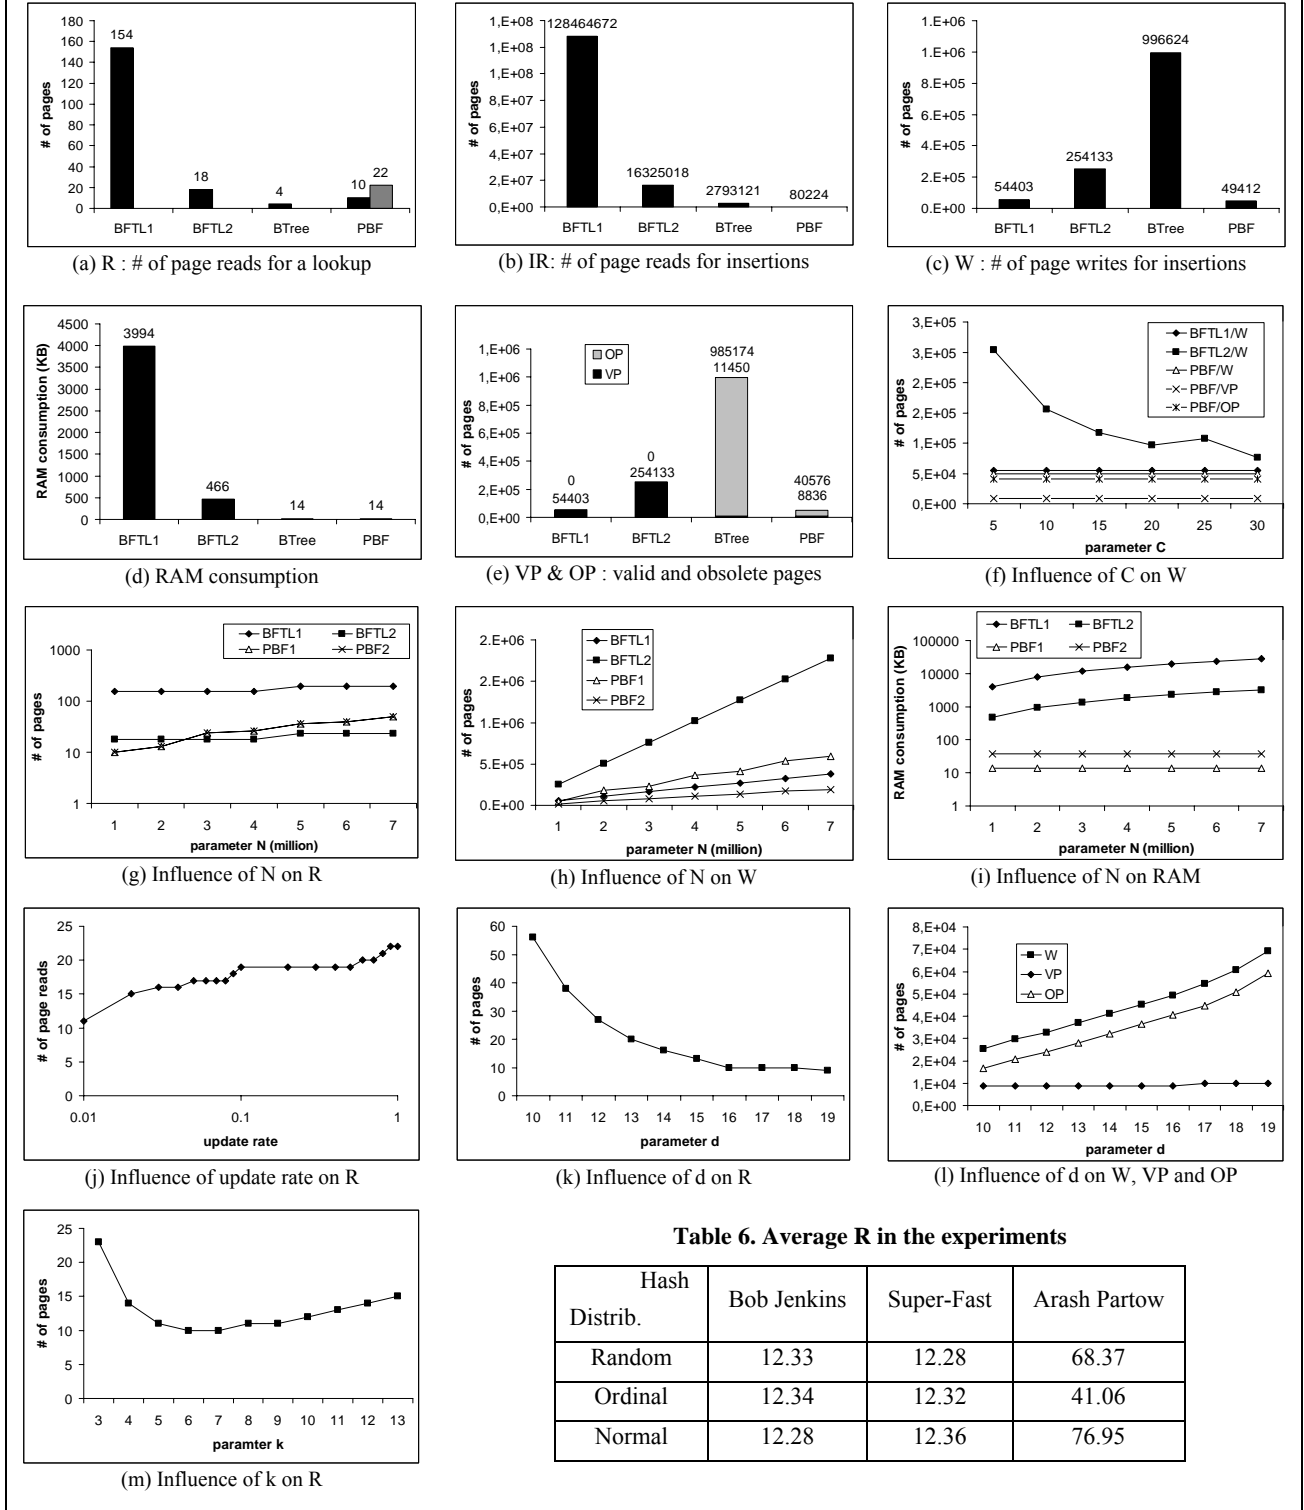 180
160
140
120
100
80
60
40
20
0
# of pages
154
18
4
10
22
BFTL1 BFTL2 BTree PBF
(a) R : # of page reads for a lookup
1,E+08
1,E+08
1,E+08
8,E+07
6,E+07
4,E+07
2,E+07
0,E+00
# of pages
128464672
16325018
2793121
80224
BFTL1 BFTL2 BTree PBF
(b) IR: # of page reads for insertions
1.E+06
1.E+06
8.E+05
6.E+05
4.E+05
2.E+05
0.E+00
# of pages
54403
254133
996624
49412
BFTL1 BFTL2 BTree PBF
(c) W : # of page writes for insertions
4500
4000
3500
3000
2500
2000
1500
1000
500
0
RAM consumption (KB)
3994
466
14
14
BFTL1 BFTL2 BTree PBF
(d) RAM consumption
1,E+06
8,E+05
6,E+05
4,E+05
2,E+05
0,E+00
# of pages
OP
VP
0
54403
0
254133
985174
11450
40576
8836
BFTL1 BFTL2 BTree PBF
(e) VP & OP : valid and obsolete pages
3,E+05
3,E+05
2,E+05
2,E+05
1,E+05
5,E+04
0,E+00
# of pages
BFTL1/W
BFTL2/W
PBF/W
PBF/VP
PBF/OP
5 10 15 20 25 30
parameter C
(f) Influence of C on W
1000
100
10
1
# of pages
BFTL1 BFTL2
PBF1 PBF2
1 2 3 4 5 6 7
parameter N (million)
(g) Influence of N on R
2.E+06
2.E+06
1.E+06
5.E+05
0.E+00
# of pages
BFTL1
BFTL2
PBF1
PBF2
1 2 3 4 5 6 7
parameter N (million)
(h) Influence of N on W
100000
10000
1000
100
10
1
RAM consumption (KB)
BFTL1 BFTL2
PBF1 PBF2
1 2 3 4 5 6 7
parameter N (million)
(i) Influence of N on RAM
25
20
15
10
5
0
# of page reads
0.01 0.1 1
update rate
(j) Influence of update rate on R
60
50
40
30
20
10
0
# of pages
10 11 12 13 14 15 16 17 18 19
parameter d
(k) Influence of d on R
8,E+04
7,E+04
6,E+04
5,E+04
4,E+04
3,E+04
2,E+04
1,E+04
0,E+00
# of pages
W
VP
OP
10 11 12 13 14 15 16 17 18 19
parameter d
(l) Influence of d on W, VP and OP
25
20
15
10
5
0
# of pages
3 4 5 6 7 8 9 10 11 12 13
paramter k
(m) Influence of k on R
Table 6. Average R in the experiments
Hash
Distrib.
Bob Jenkins Super-Fast Arash Partow
Random 12.33 12.28 68.37
Ordinal 12.34 12.32 41.06
Normal 12.28 12.36 76.95